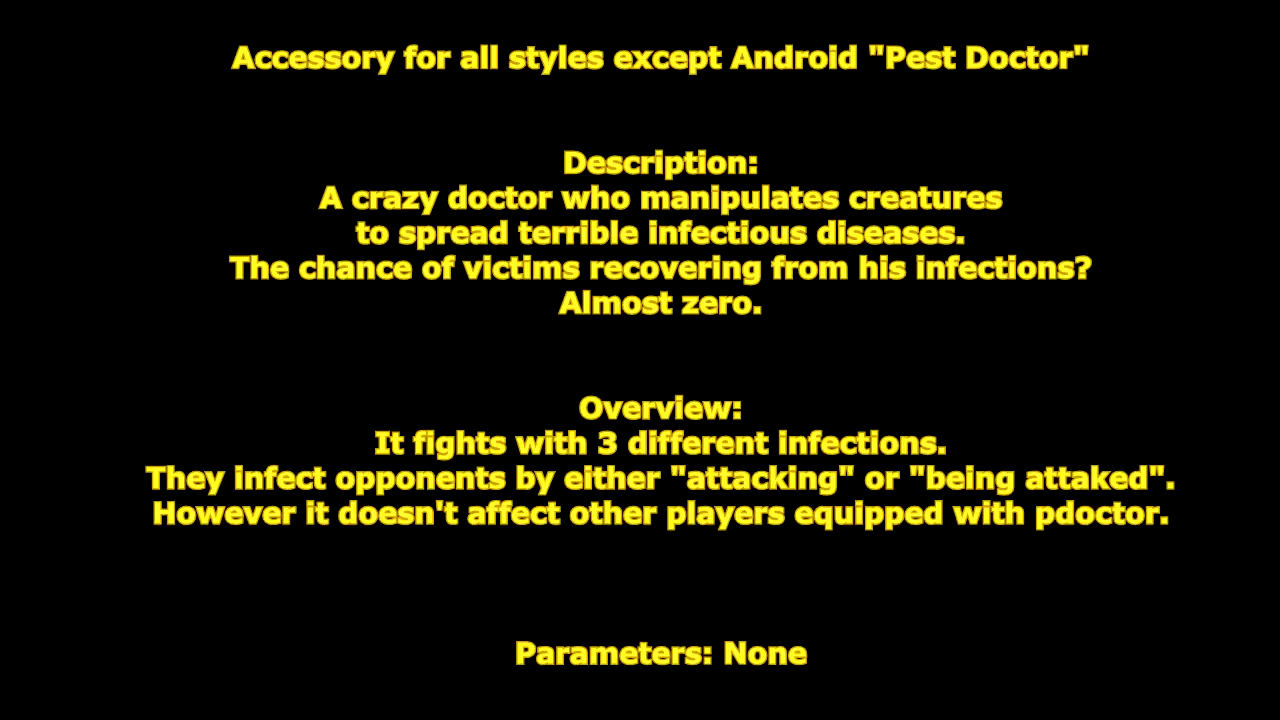 Accessory for all styles except Android "Pest Doctor"
Description:
A crazy doctor who manipulates creatures
to spread terrible infectious diseases.
The chance of victims recovering from his infections?
Almost zero.
Overview:
It fights with 3 different infections.
They infect opponents by either "attacking" or "being attaked".
However it doesn't affect other players equipped with pdoctor.
Parameters: None